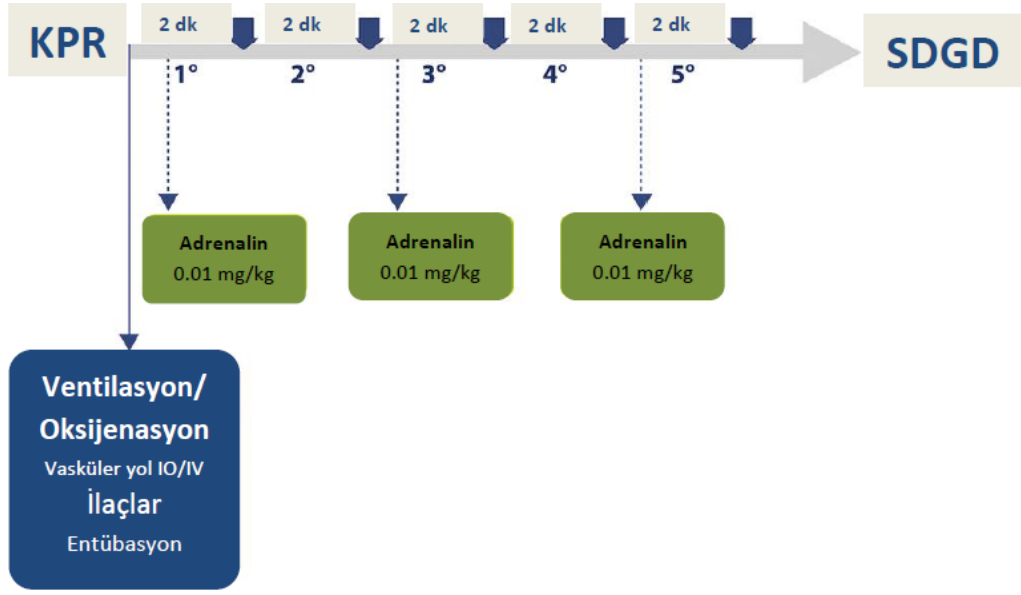 KPR
2 dk
2 dk
2 dk
2 dk
2 dk
SDGD
1°
2°
3°
4°
5°
Adrenalin
0.01 mg/kg
Adrenalin
0.01 mg/kg
Adrenalin
0.01 mg/kg
Ventilasyon/
Oksijenasyon
Vasküler yol IO/IV
İlaçlar
Entübasyon